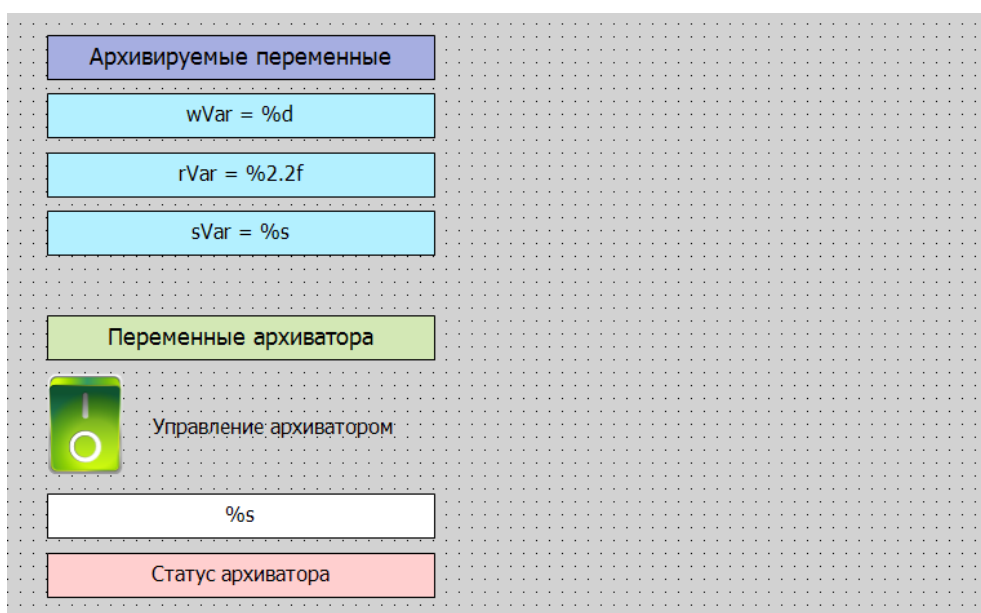 Архивируемые переменные
wVar = %d
rVar = %2.2f
sVar = %s
Переменные архиватора
Управление архиватором
%s
Статус архиватора